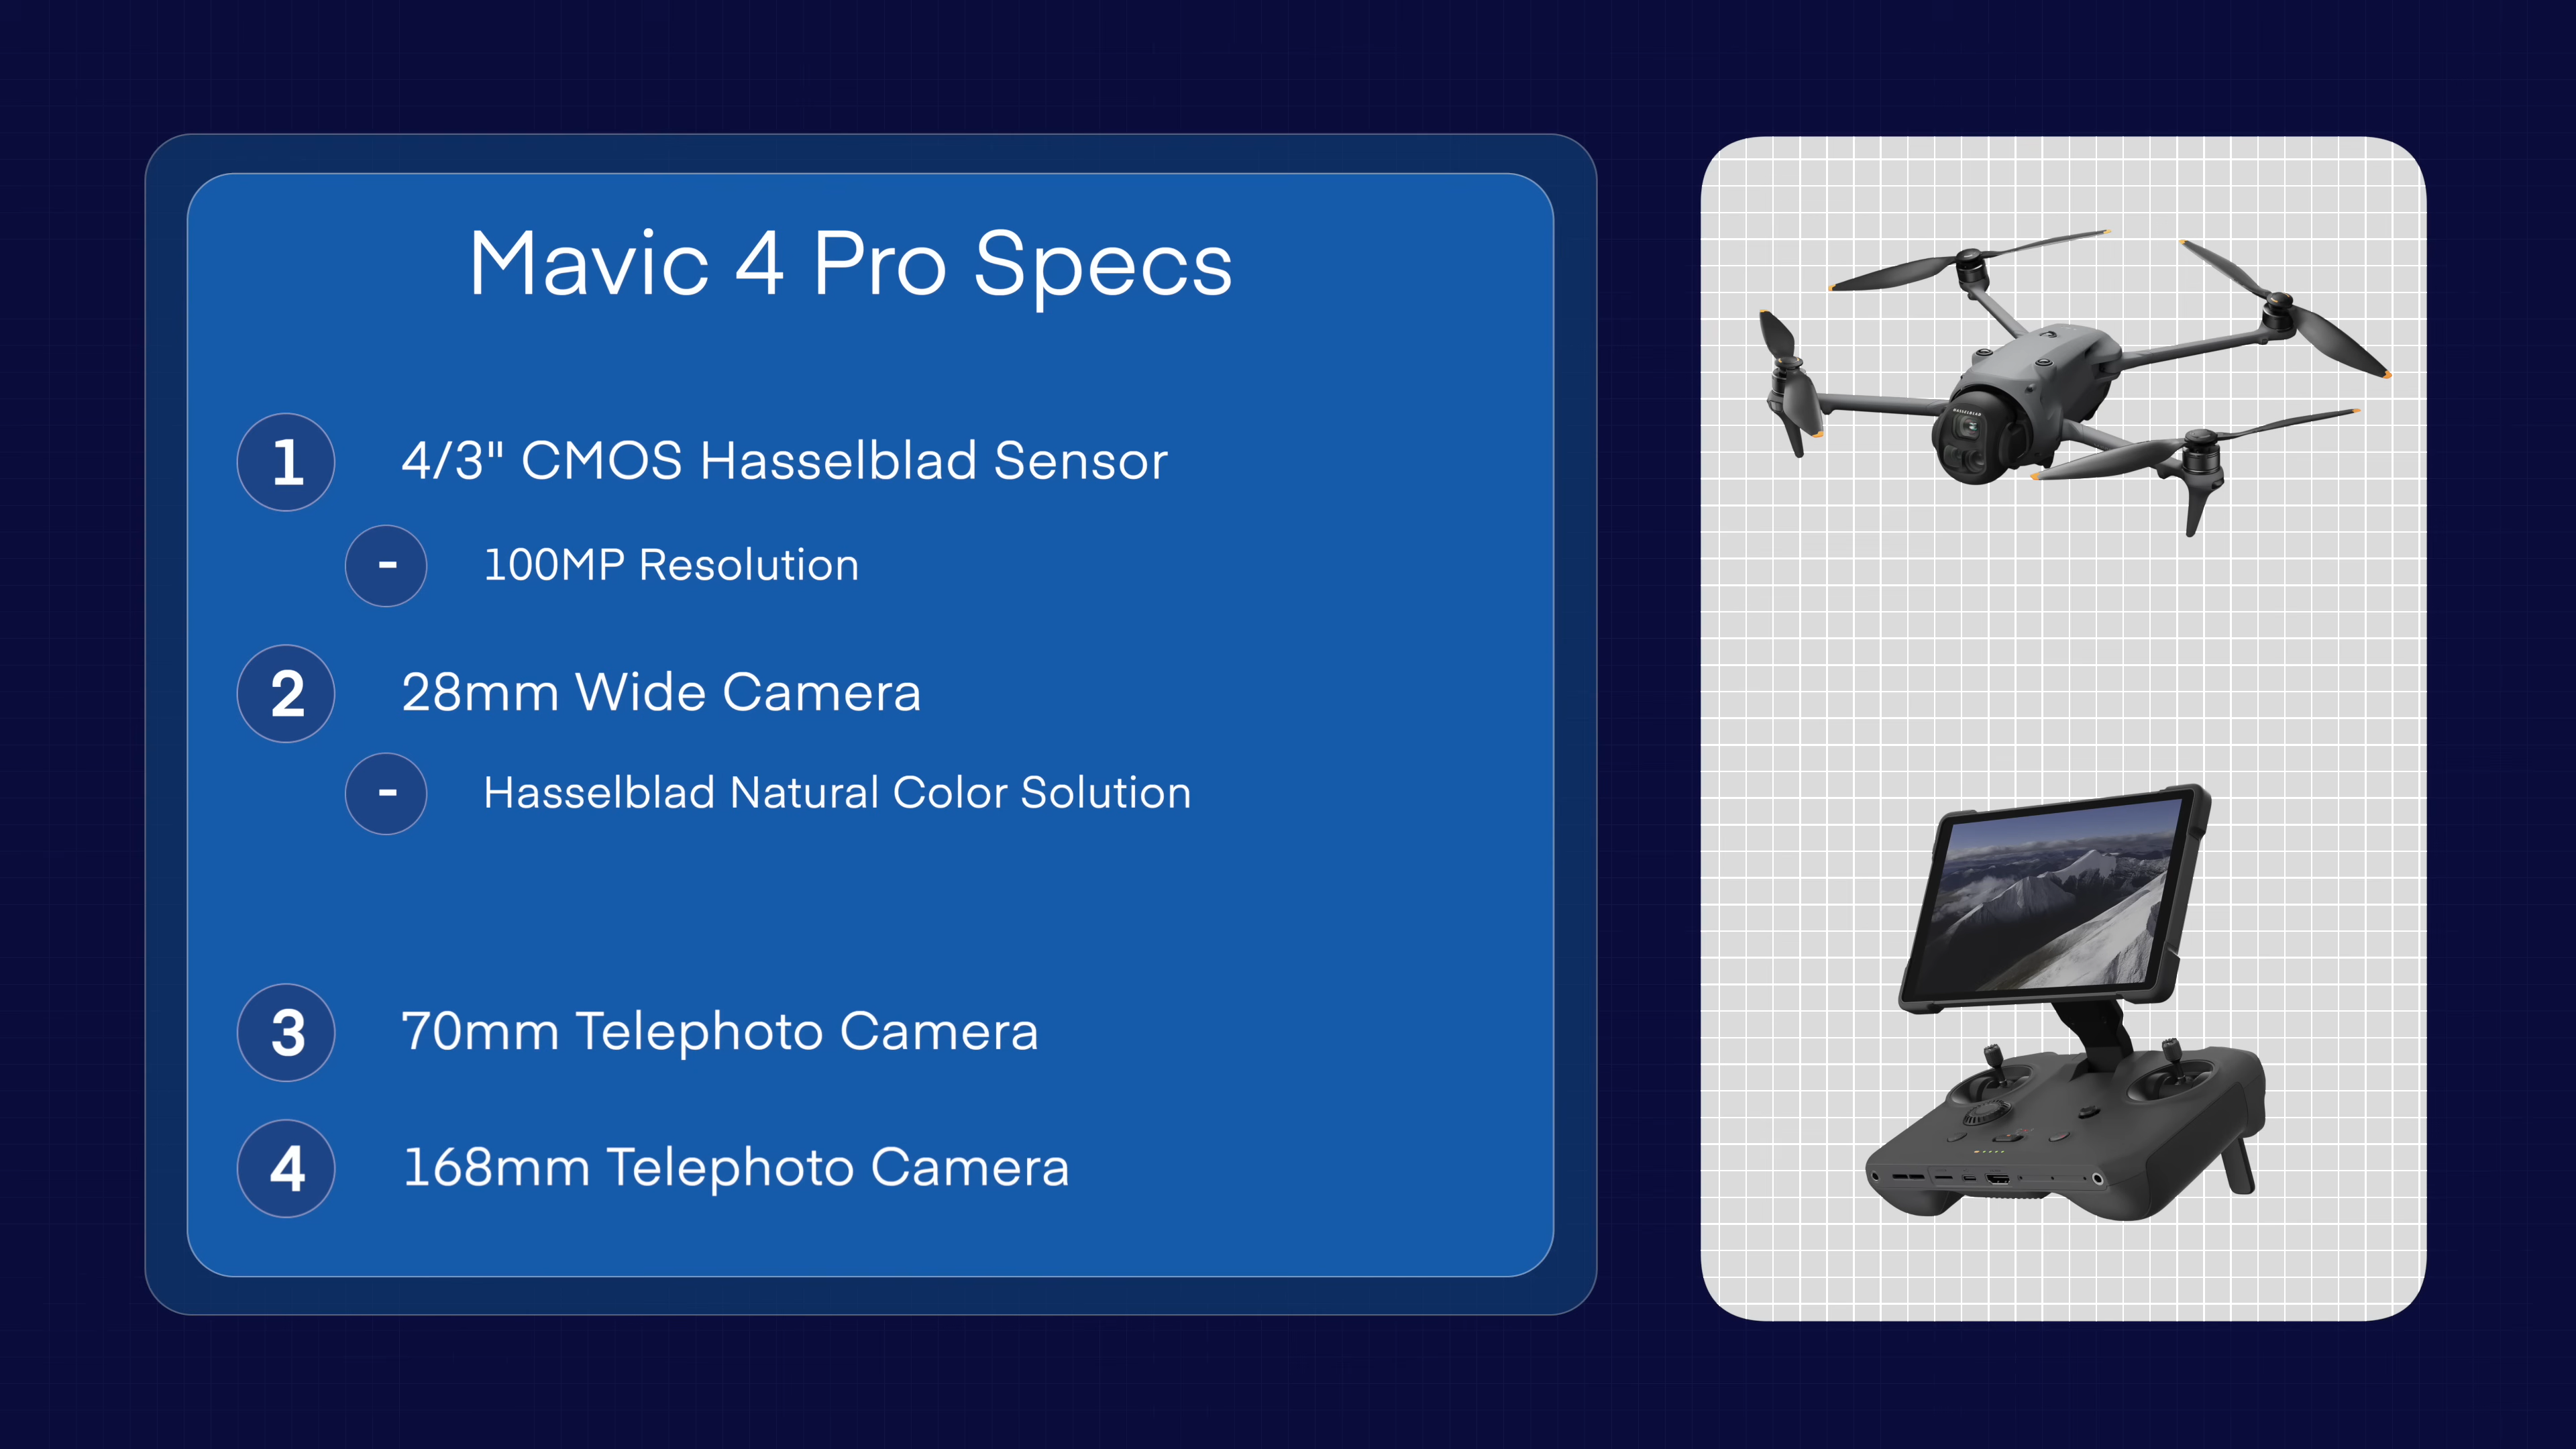 Mavic 4 Pro Specs
1 4/3" CMOS Hasselblad Sensor
- 100MP Resolution
2 28mm Wide Camera
- Hasselblad Natural Color Solution
3 70mm Telephoto Camera
4 168mm Telephoto Camera
HASSELBLAD